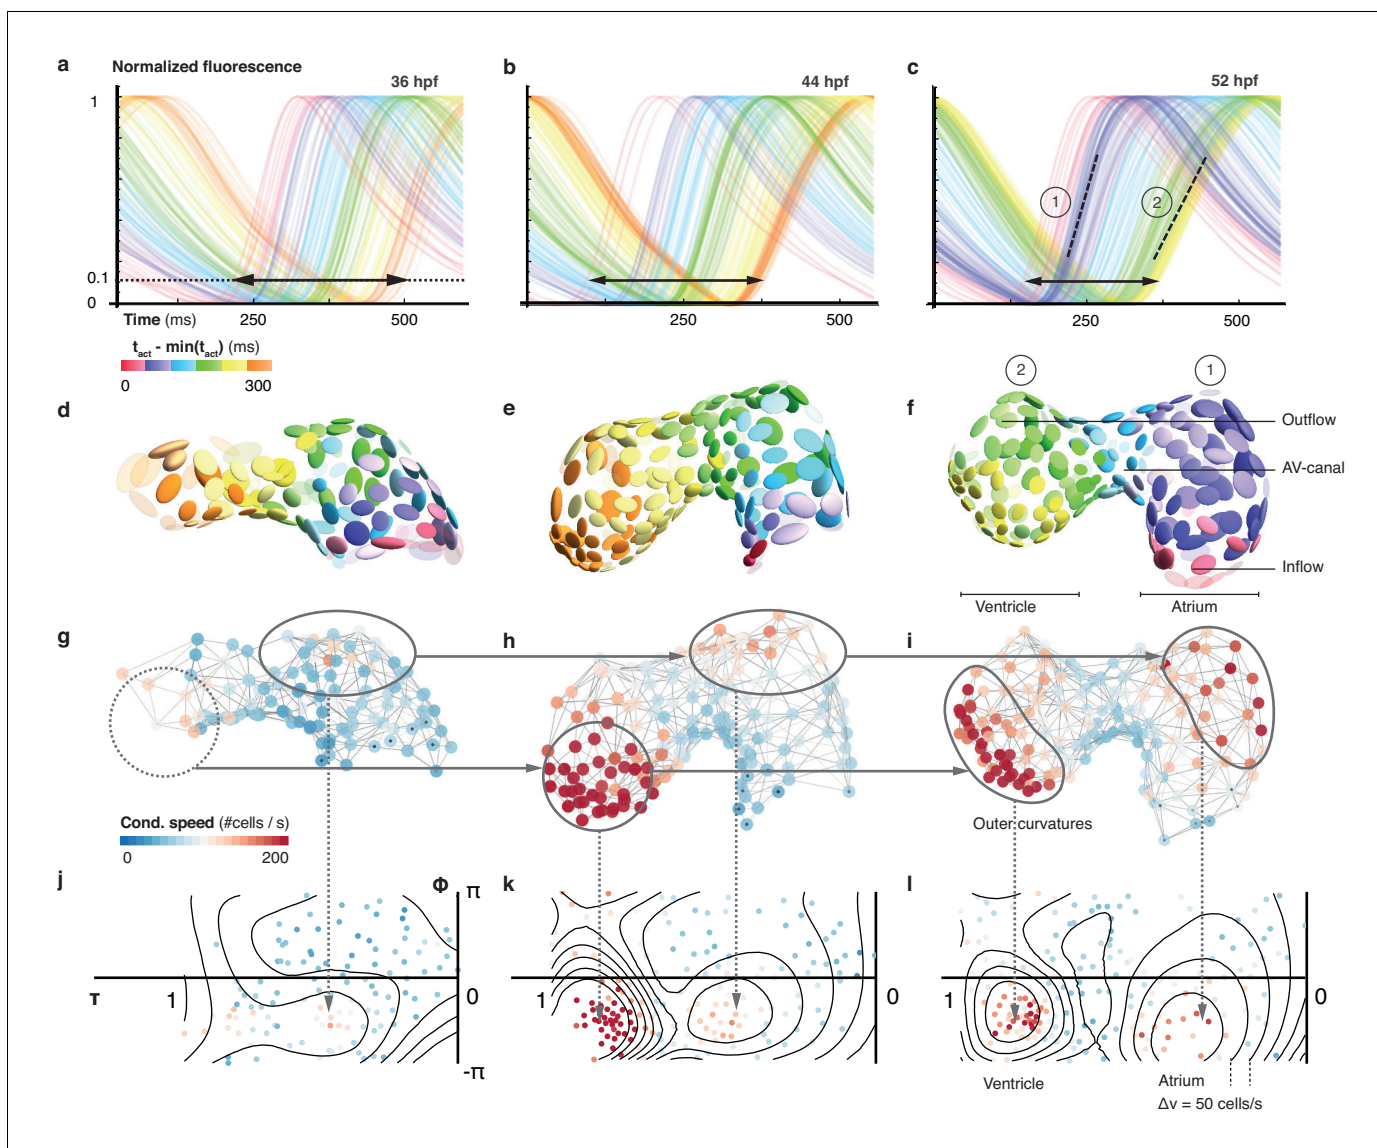 a
Normalized fluorescence
36 hpf
b
44 hpf
c
52 hpf
1
0.1
0
1
2
Time (ms)
250
500
250
500
250
500
t_act - min(t_act) (ms)
0
300
d
e
f
2
1
Outflow
AV-canal
Inflow
Ventricle
Atrium
g
h
i
Cond. speed (#cells / s)
0
200
Outer curvatures
j
Φ
π
k
l
τ
1
0
1
0
1
0
-π
Ventricle
Atrium
Δv = 50 cells/s